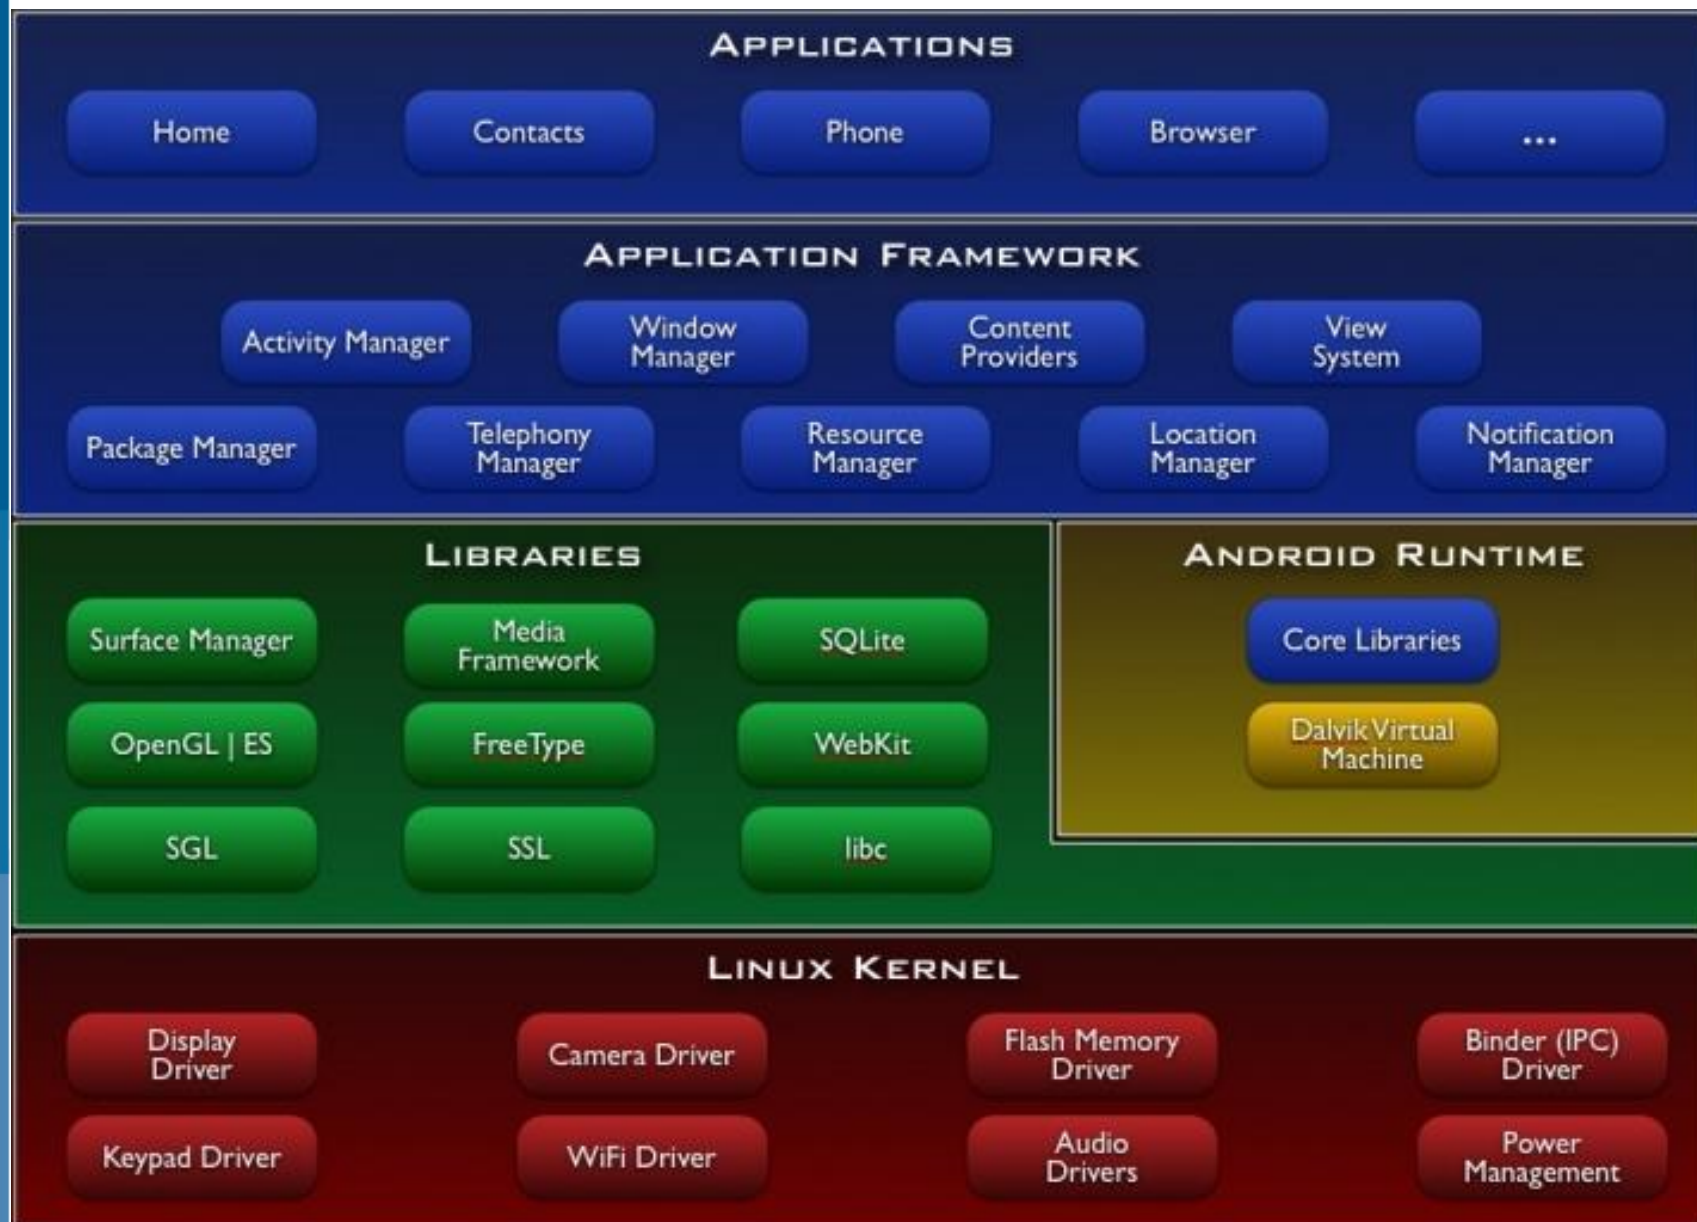 APPLICATIONS
Home Contacts Phone Browser ...
APPLICATION FRAMEWORK
Activity Manager
Window
Manager
Content
Providers
View
System
Package Manager
Telephony
Manager
Resource
Manager
Location
Manager
Notification
Manager
LIBRARIES
Surface Manager
Media
Framework
SQLite
OpenGL | ES
FreeType
WebKit
SGL
SSL
libc
ANDROID RUNTIME
Core Libraries
Dalvik Virtual
Machine
LINUX KERNEL
Display
Driver
Camera Driver
Flash Memory
Driver
Binder (IPC)
Driver
Keypad Driver
WiFi Driver
Audio
Drivers
Power
Management